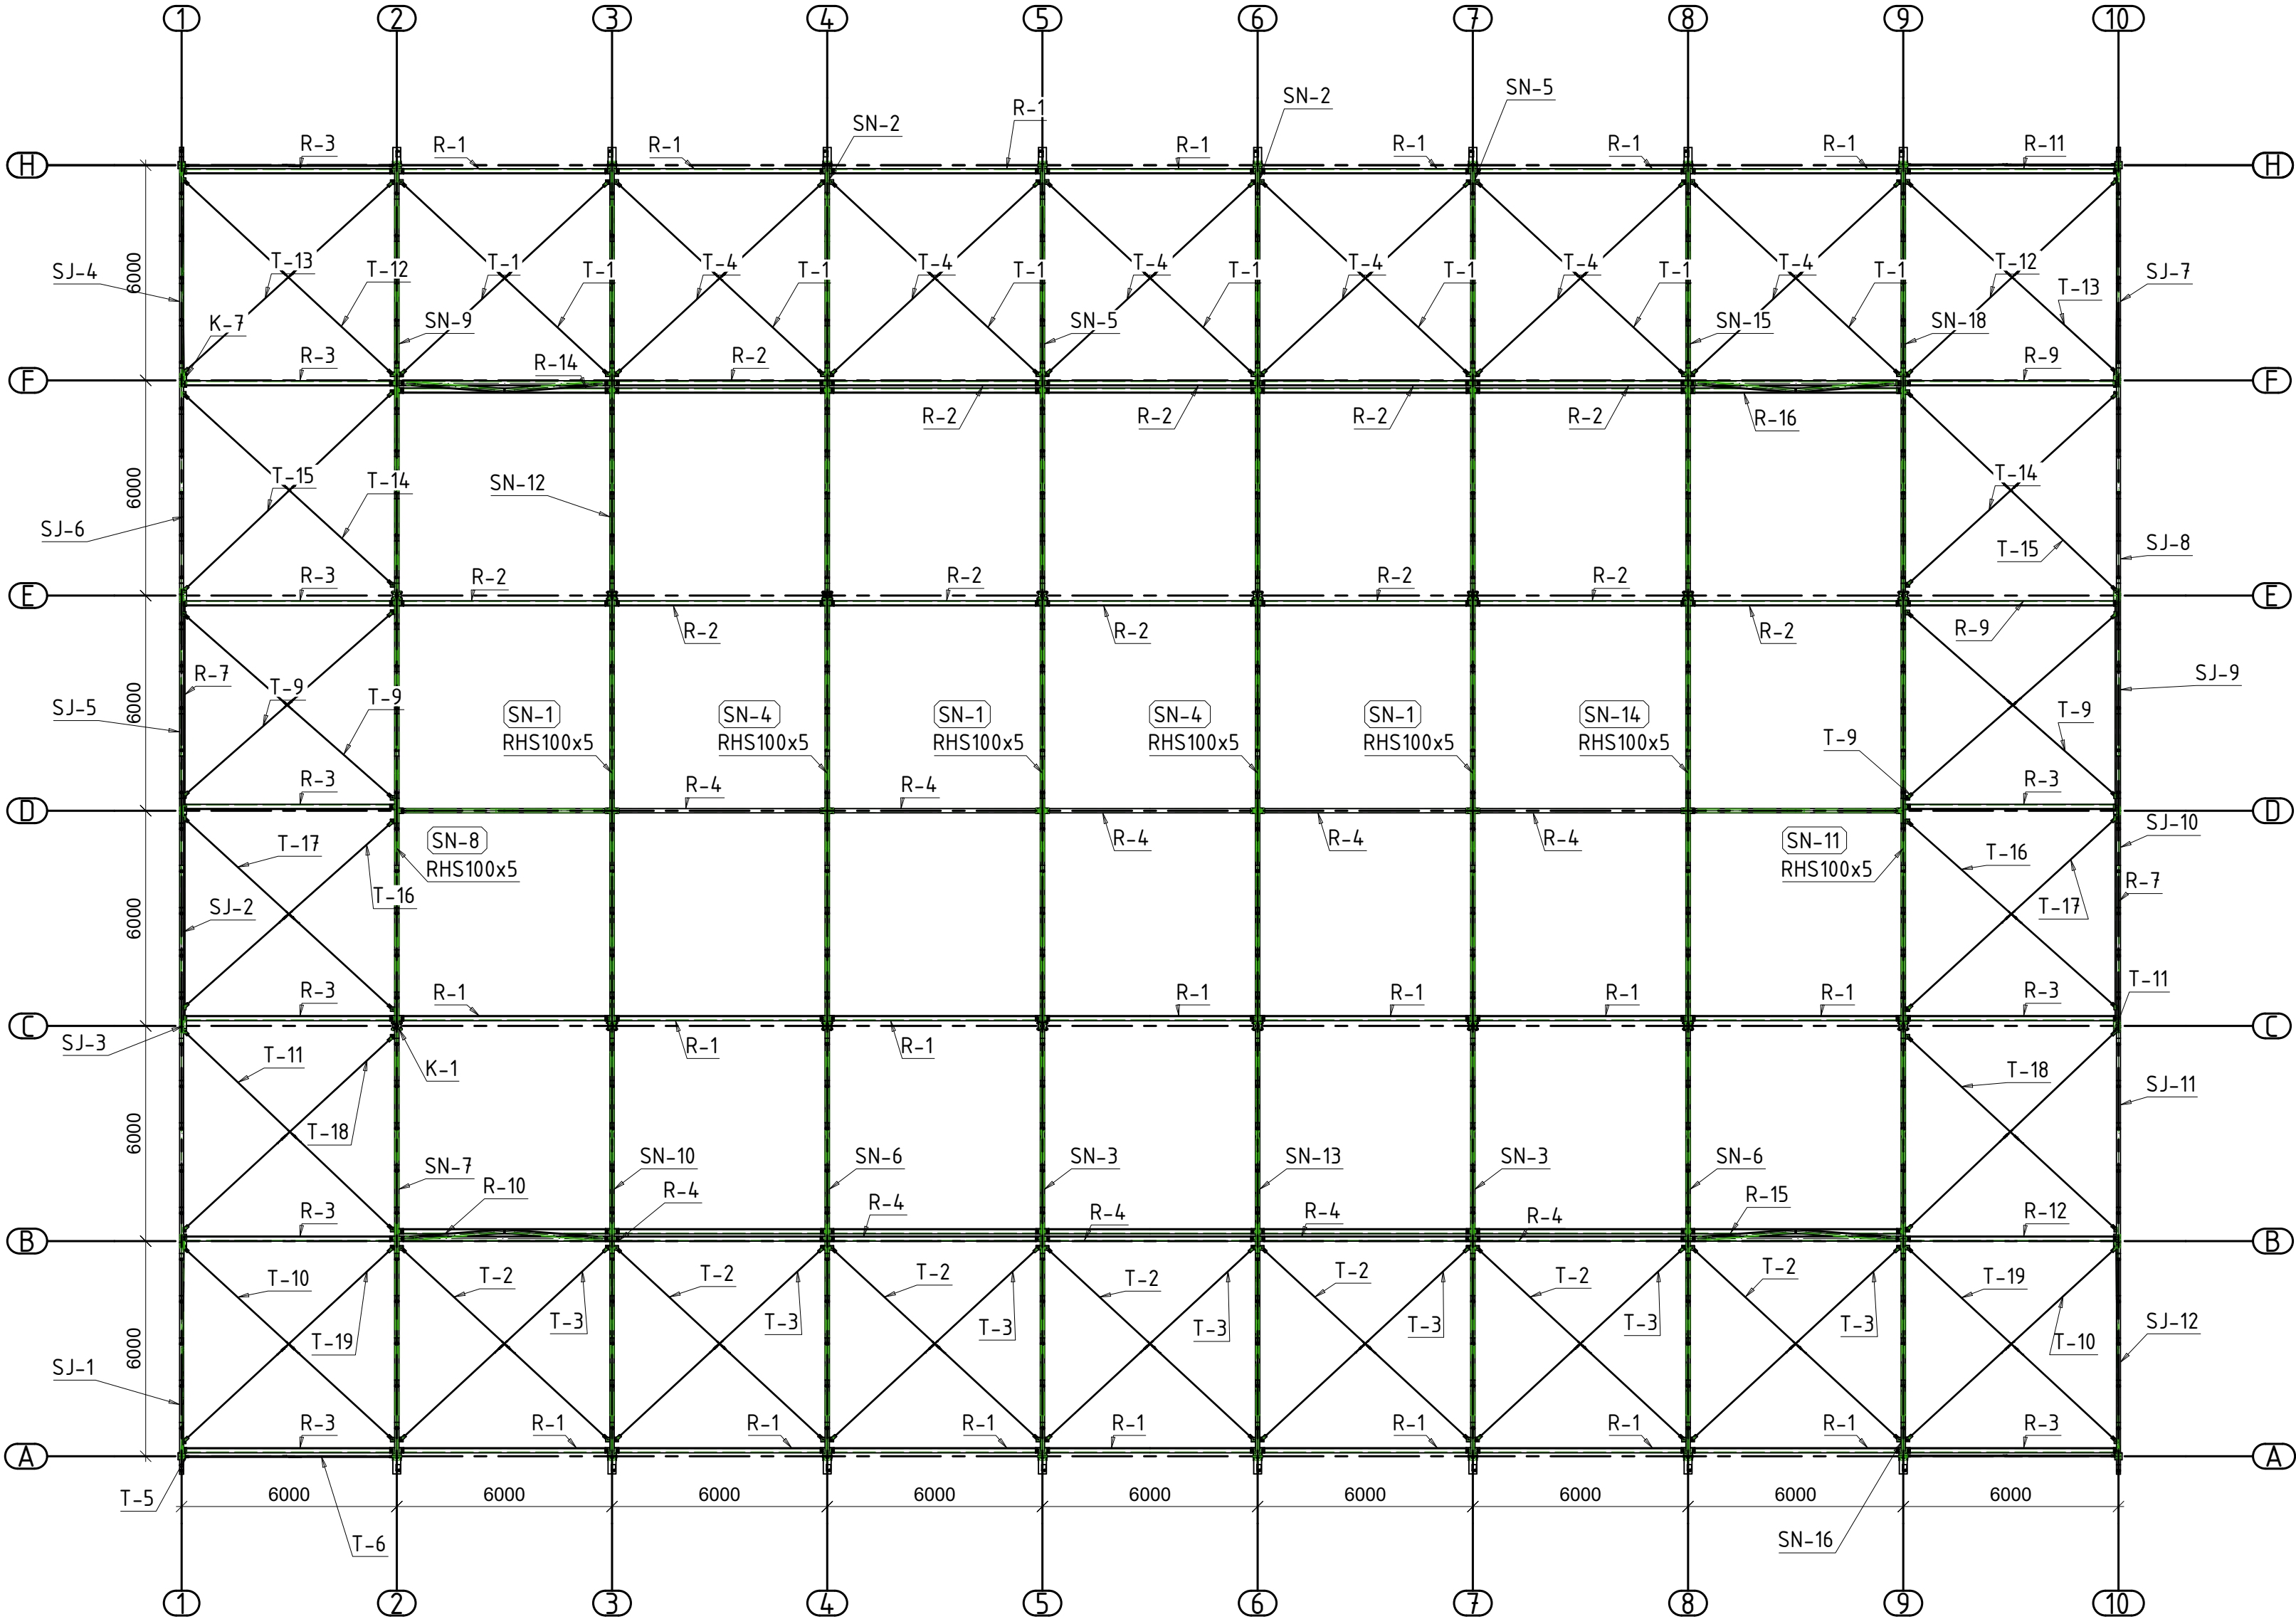 1 2 3 4 5 6 7 8 9 10
SN-5
SN-2
R-1
SN-2
R-3 R-1 R-1 R-1 R-1 R-1 R-1 R-11
H H
T-13 T-12 T-1 T-1 T-4 T-1 T-4 T-1 T-4 T-1 T-4 T-1 T-4 T-1 T-4 T-1 T-12
SJ-4 6000 SJ-7
T-13
K-7 SN-9 SN-5 SN-15 SN-18
R-3 R-14 R-2 R-9
F F
R-2 R-2 R-2 R-2 R-16
T-15 T-14 SN-12 6000 T-14
SJ-6 T-15 SJ-8
R-3 R-2 R-2 R-2 R-2
E E
R-2 R-2 R-2 R-9
R-7 SJ-9
T-9 T-9 6000
SJ-5 SN-1 SN-4 SN-1 SN-4 SN-1 SN-14 T-9
RHS100x5 RHS100x5 RHS100x5 RHS100x5 RHS100x5 RHS100x5 T-9
R-3 R-4 R-4 R-3
D D
SN-8 R-4 R-4 R-4 SN-11 SJ-10
RHS100x5 RHS100x5
T-17 T-16
T-16 R-7
SJ-2 6000 T-17
R-3 R-1 R-1 R-1 R-1 R-1 R-3 T-11
C C
SJ-3 R-1 R-1
T-11 K-1 T-18
SJ-11
T-18 6000
SN-7 SN-10 SN-6 SN-3 SN-13 SN-3 SN-6
R-10 R-4 R-15
R-3 R-4 R-4 R-4 R-4 R-12
B B
T-10 T-2 T-2 T-2 T-2 T-2 T-2 T-2 T-19
T-19 T-3 T-3 T-3 T-3 T-3 T-3 T-3 T-10 SJ-12
6000
SJ-1
R-3 R-1 R-1 R-1 R-1 R-1 R-1 R-1 R-3
A A
T-5 6000 6000 6000 6000 6000 6000 6000 6000 6000
T-6 SN-16
1 2 3 4 5 6 7 8 9 10